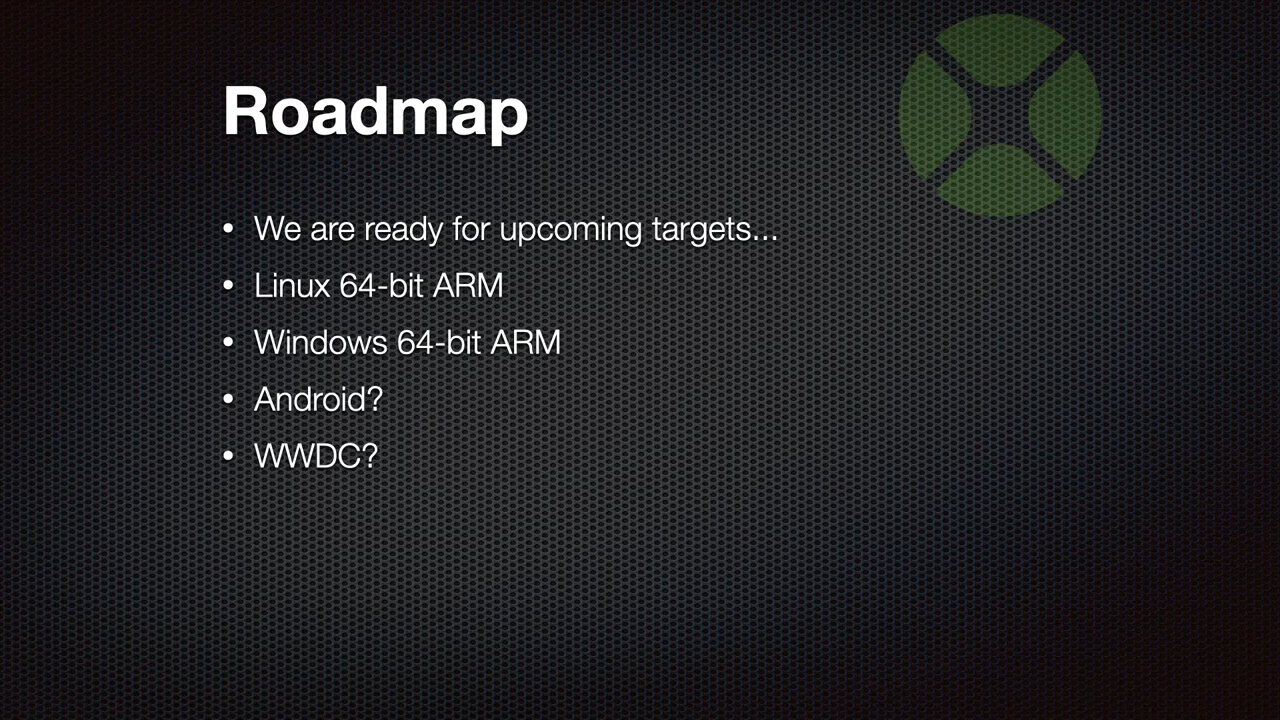 Roadmap
• We are ready for upcoming targets...
• Linux 64-bit ARM
• Windows 64-bit ARM
• Android?
• WWDC?